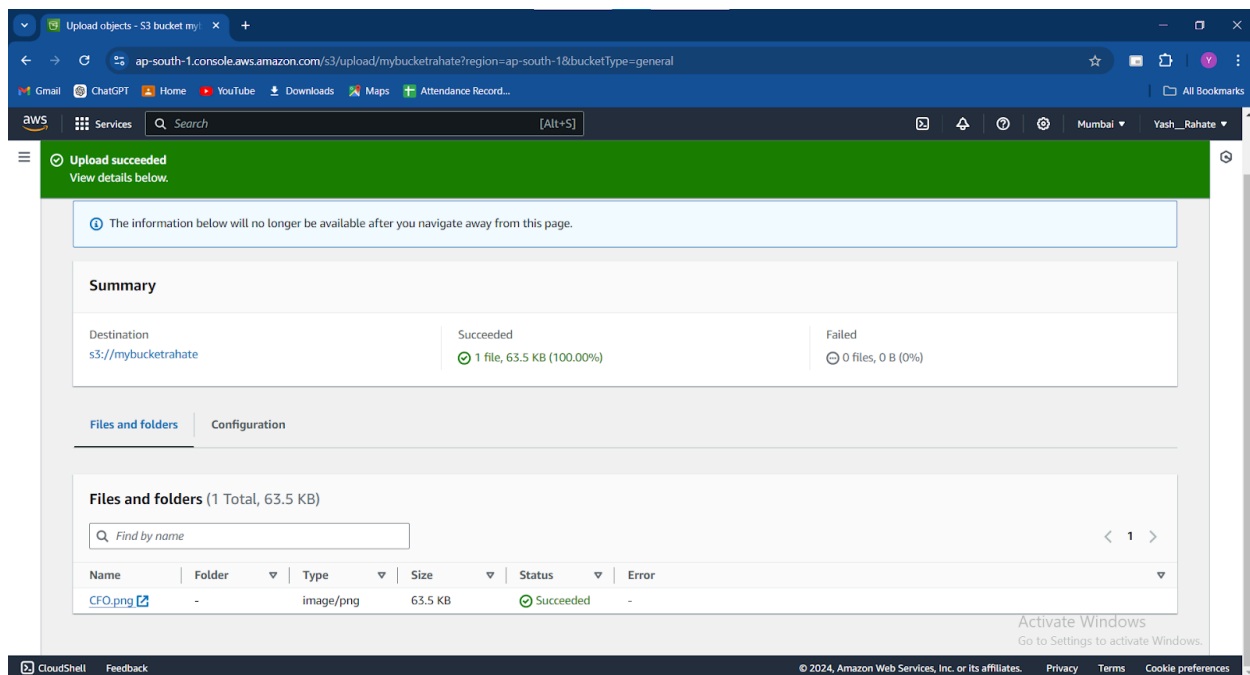 Upload objects - S3 bucket myb
ap-south-1.console.aws.amazon.com/s3/upload/mybucketrahate?region=ap-south-1&bucketType=general
Y
Gmail ChatGPT Home YouTube Downloads Maps Attendance Record... All Bookmarks
aws Services Search [Alt+S] Mumbai Yash__Rahate
Upload succeeded
View details below.
The information below will no longer be available after you navigate away from this page.
Summary
Destination Succeeded Failed
s3://mybucketrahate 1 file, 63.5 KB (100.00%) 0 files, 0 B (0%)
Files and folders Configuration
Files and folders (1 Total, 63.5 KB)
Find by name 1
Name Folder Type Size Status Error
CFO.png - image/png 63.5 KB Succeeded -
Activate Windows
Go to Settings to activate Windows.
CloudShell Feedback © 2024, Amazon Web Services, Inc. or its affiliates. Privacy Terms Cookie preferences